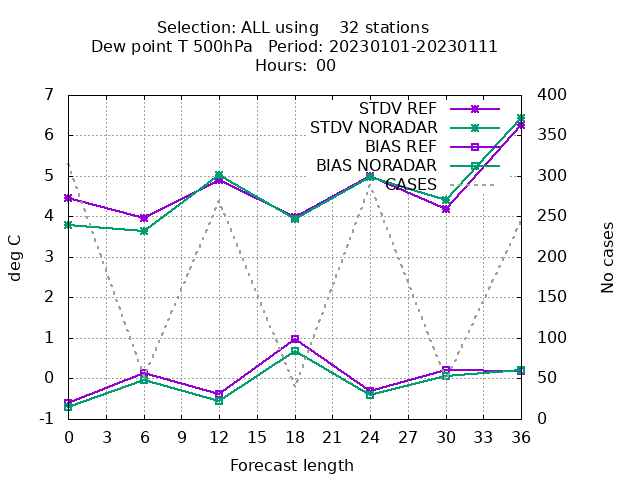 Selection: ALL using    32 stations
Dew point T 500hPa   Period: 20230101-20230111
Hours:  00
7
6
5
4
3
2
1
0
-1
deg C
STDV REF
STDV NORADAR
BIAS REF
BIAS NORADAR
CASES
400
350
300
250
200
150
100
50
0
No cases
0 3 6 9 12 15 18 21 24 27 30 33 36
Forecast length